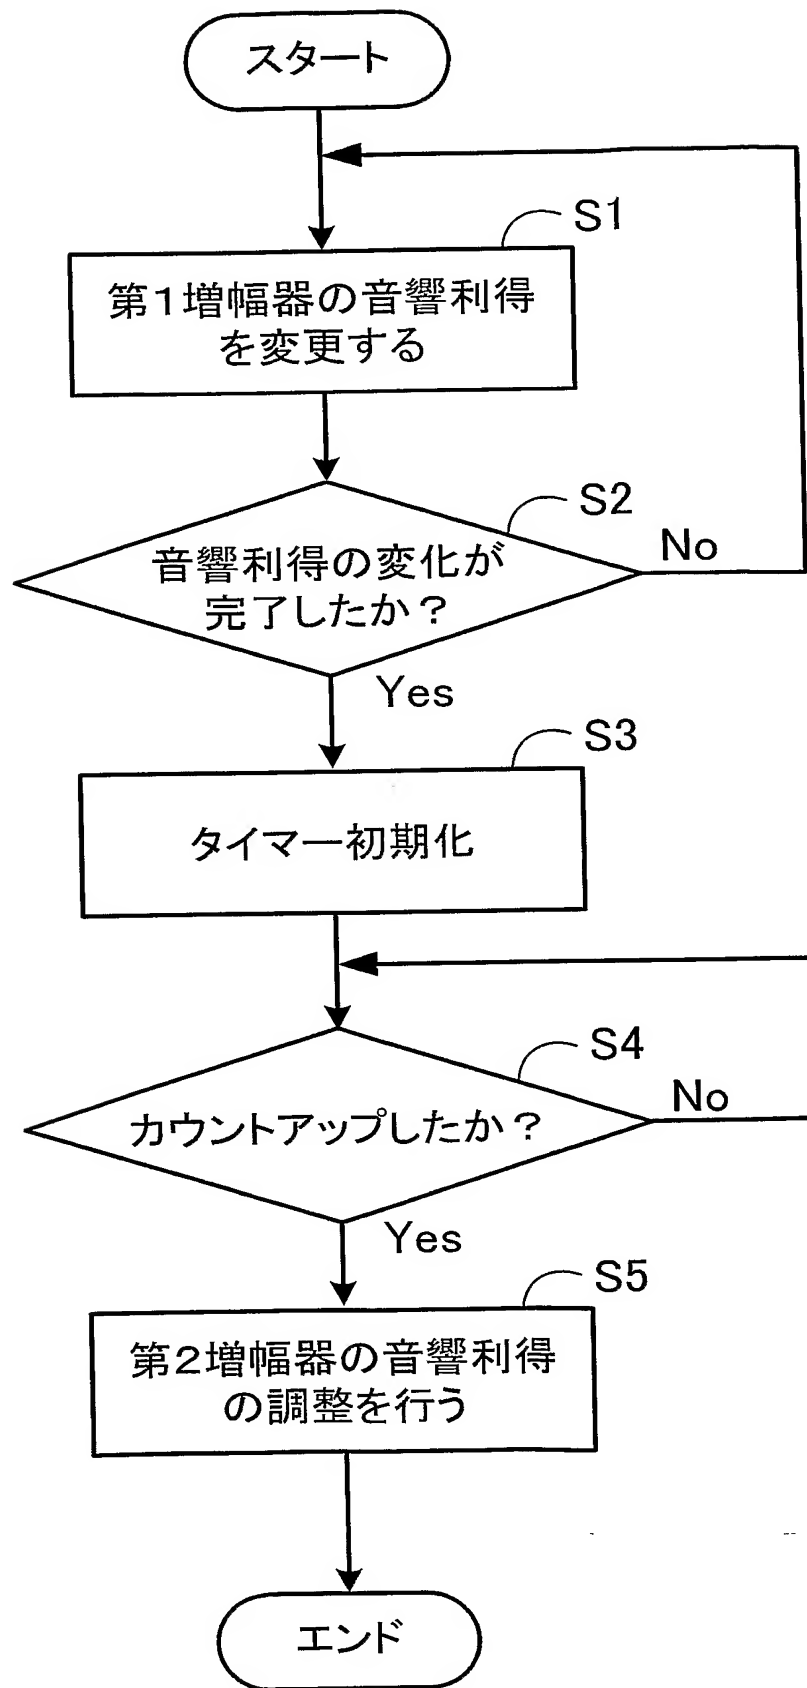 スタート
S1
第1増幅器の音響利得
を変更する
S2
音響利得の変化が
完了したか？
No
Yes
S3
タイマー初期化
S4
カウントアップしたか？
No
Yes
S5
第2増幅器の音響利得
の調整を行う
エンド